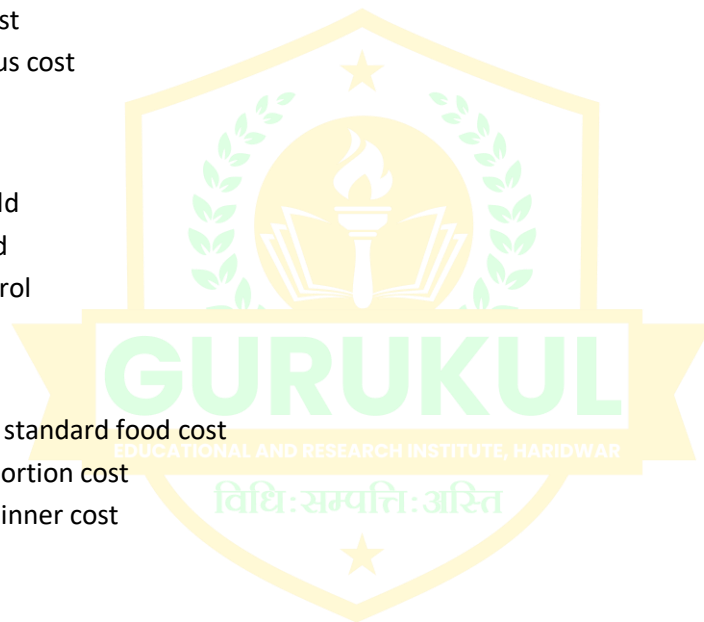 st
us cost
ld
d
rol
GURUKUL
standard food cost
EDUCATIONAL AND RESEARCH INSTITUTE, HARIDWAR
ortion cost
विधिःसम्पत्तिःअस्ति
inner cost